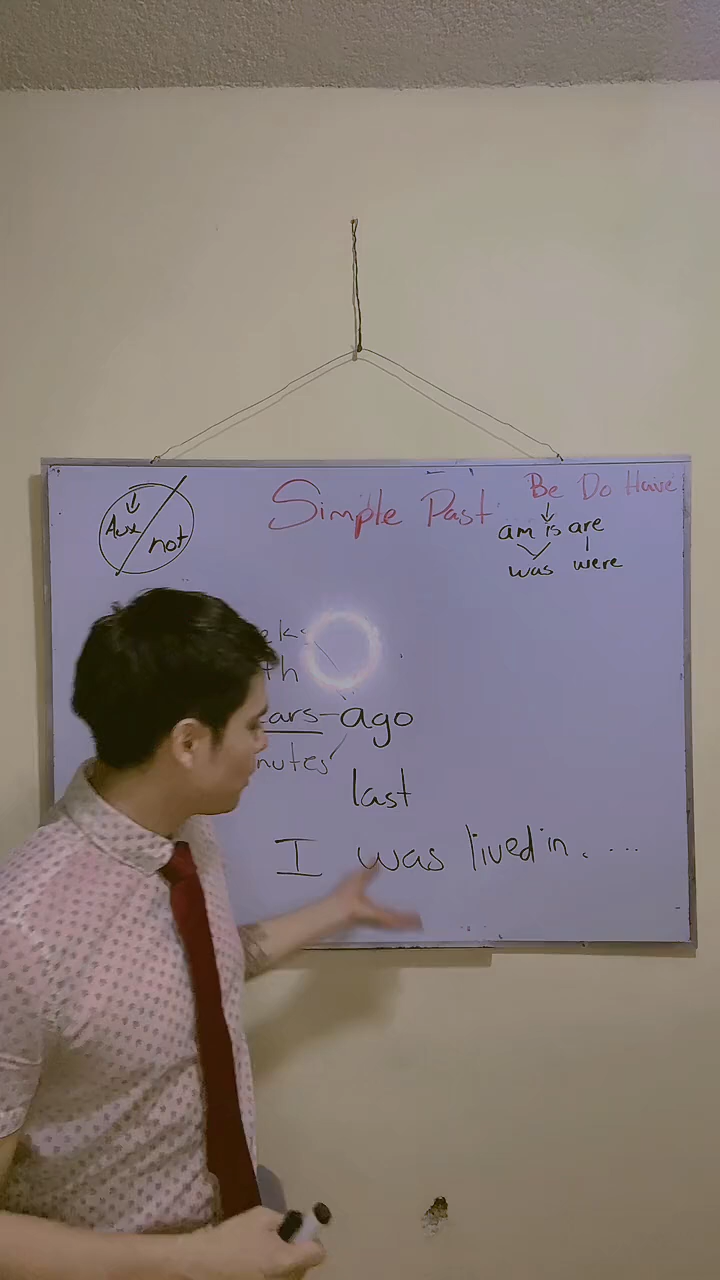 Simple Past
Be Do Have
am is are
was were
Aux
not
ago
last
I was lived in. ...